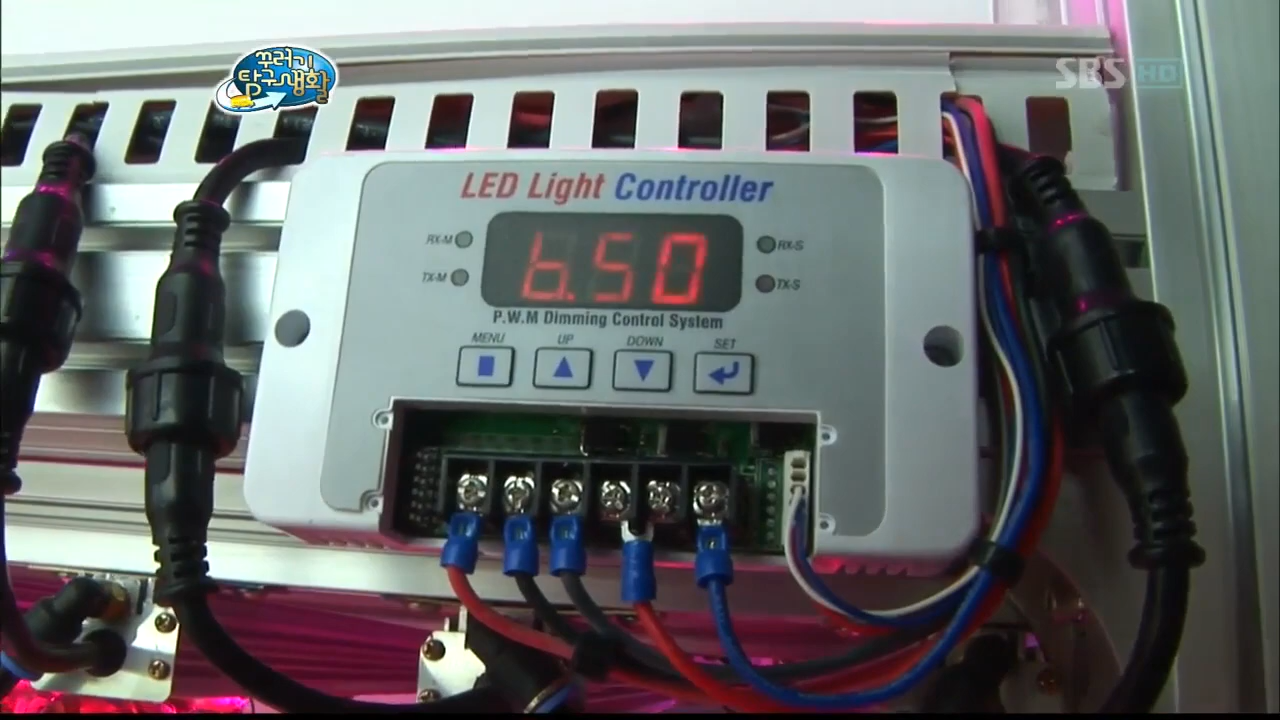 꾸러기
탐구생활
SBS HD
LED Light Controller
RX-M
TX-M
b.50
RX-S
TX-S
P.W.M Dimming Control System
MENU
UP
DOWN
SET